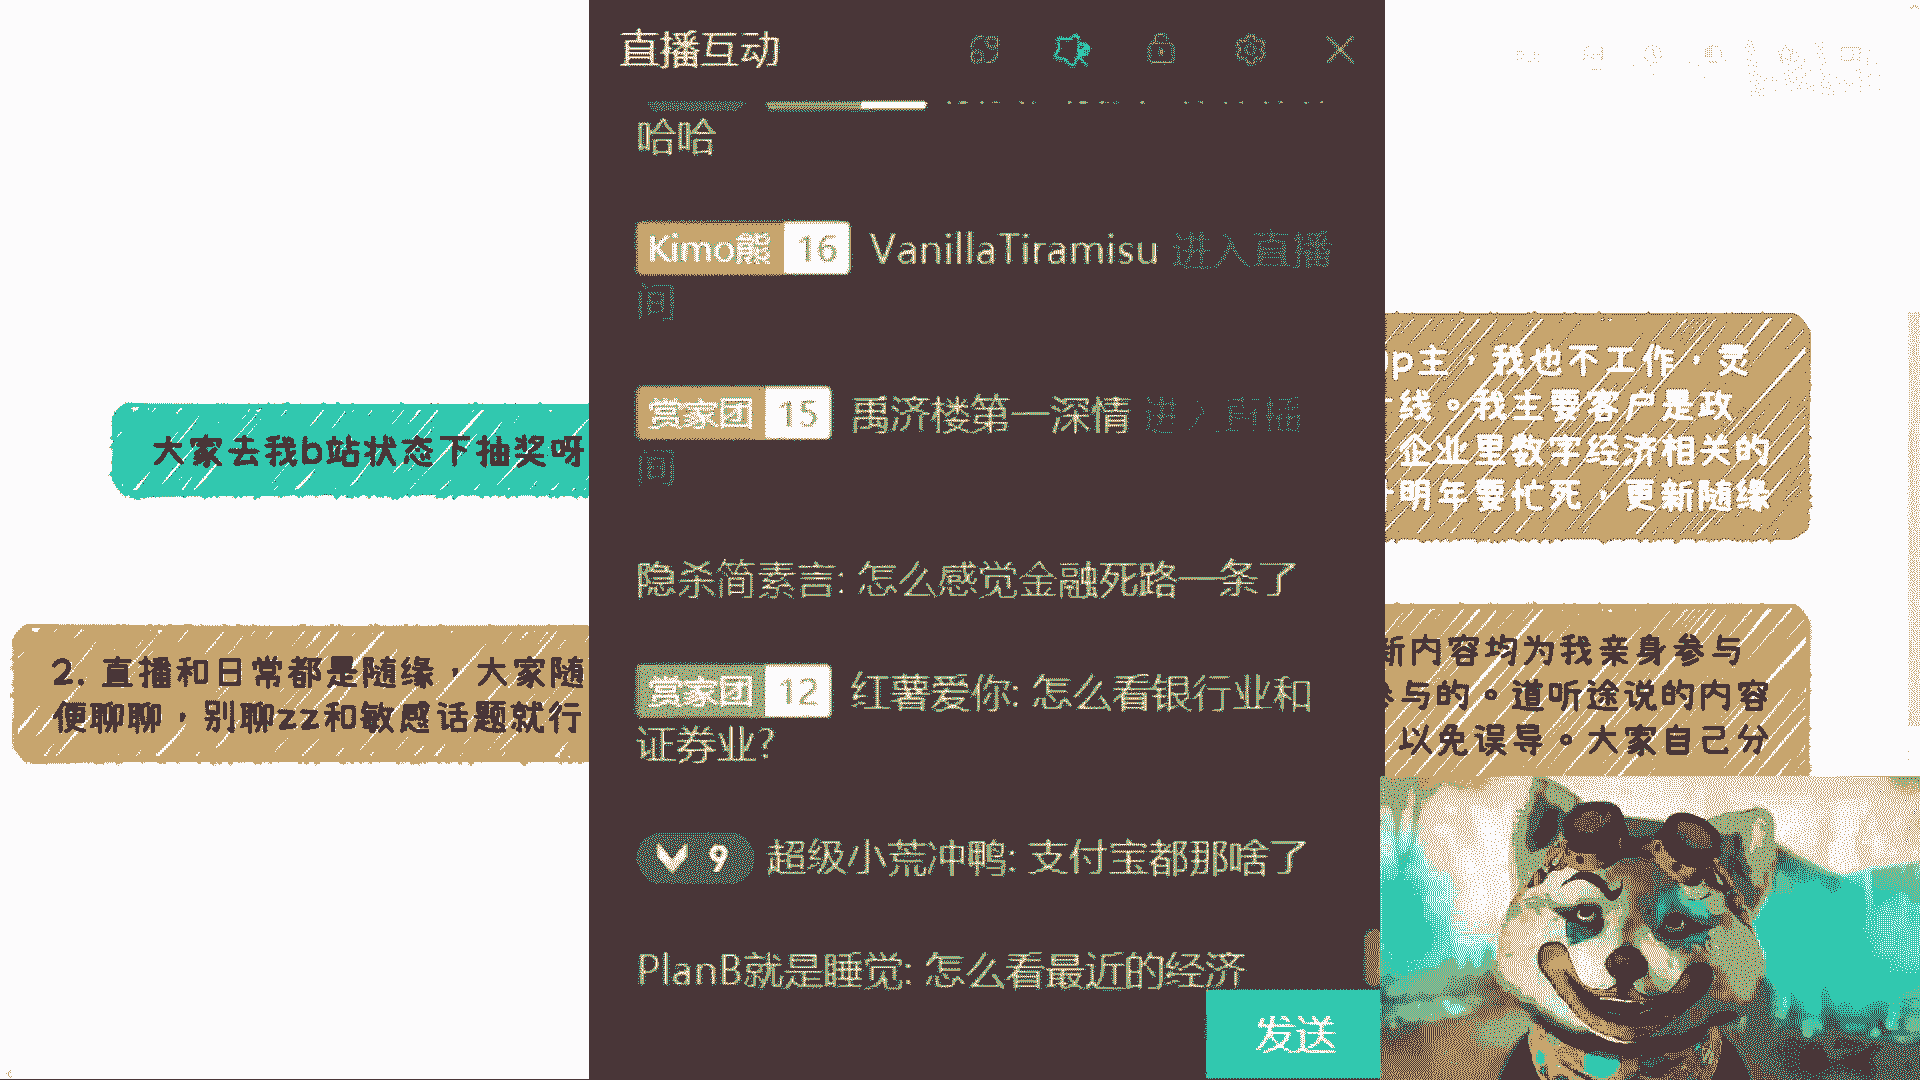 直播互动
哈哈
Kimo熊 16 VanillaTiramisu 进入直播
间
赏家团 15 禹济楼第一深情 进入直播
间
隐杀简素言: 怎么感觉金融死路一条了
赏家团 12 红薯爱你: 怎么看银行业和
证券业?
9 超级小荒冲鸭: 支付宝都那啥了
PlanB就是睡觉: 怎么看最近的经济
发送
大家去我b站状态下抽奖呀
2. 直播和日常都是随缘，大家随
便聊聊，别聊zz和敏感话题就行
p主，我也不工作，灵
线。我主要客户是政
企业里数字经济相关的
明年要忙死，更新随缘
新内容均为我亲身参与
参与的。道听途说的内容
以免误导。大家自己分